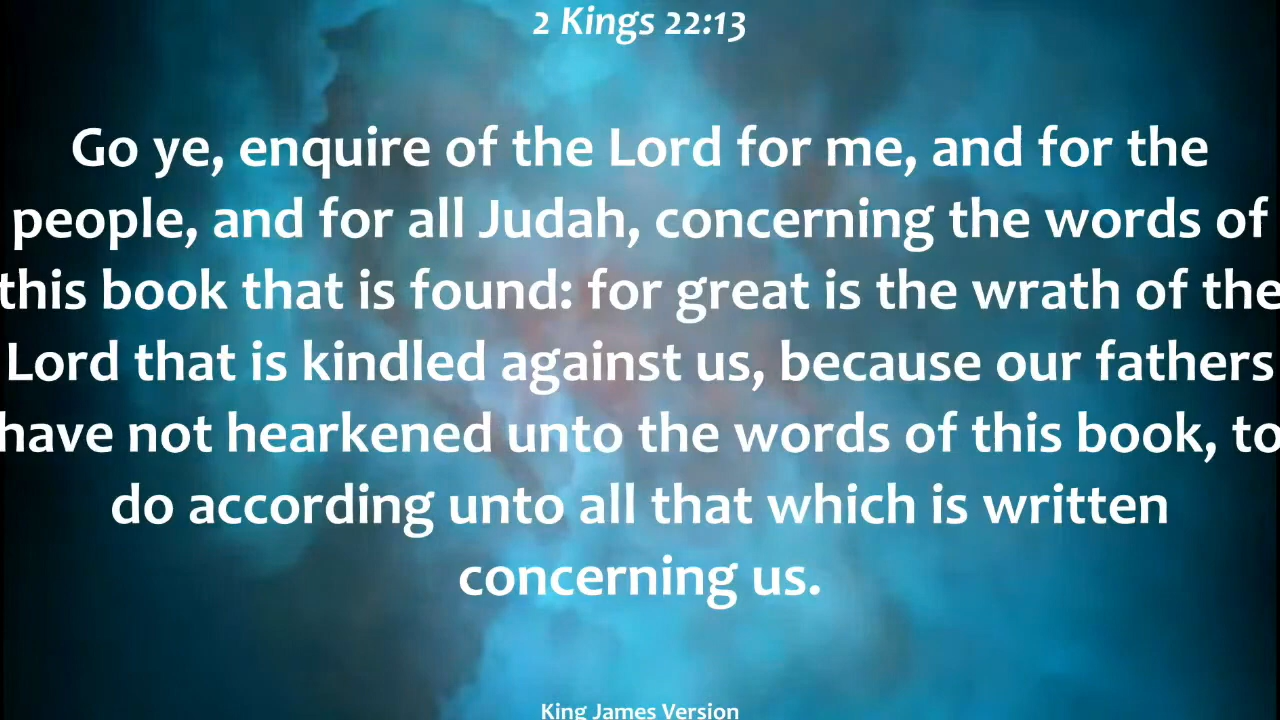 2 Kings 22:13
Go ye, enquire of the Lord for me, and for the
people, and for all Judah, concerning the words of
this book that is found: for great is the wrath of the
Lord that is kindled against us, because our fathers
have not hearkened unto the words of this book, to
do according unto all that which is written
concerning us.
King James Version